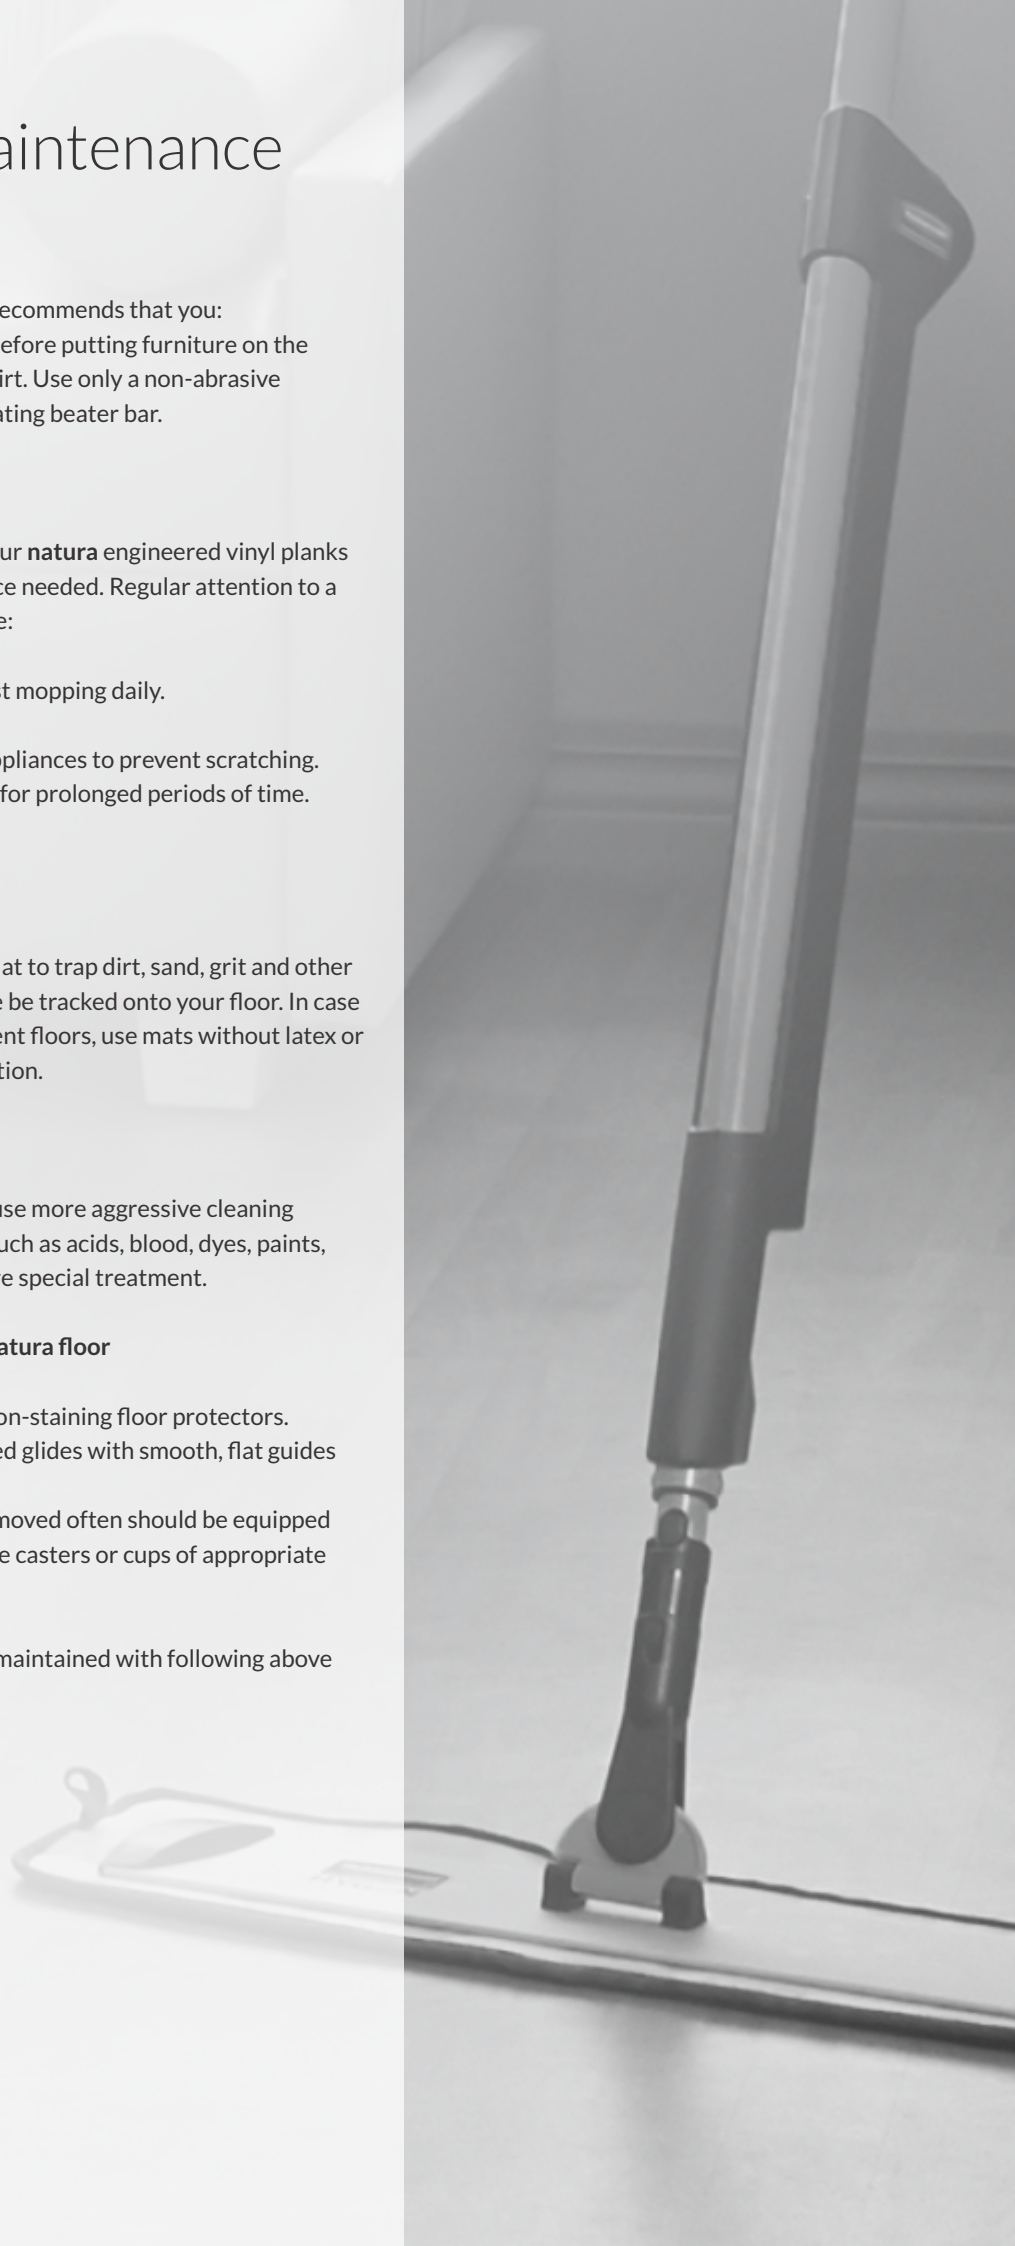 aintenance
ecommends that you:
efore putting furniture on the
irt. Use only a non-abrasive
ating beater bar.
ur natura engineered vinyl planks
ce needed. Regular attention to a
e:
st mopping daily.
ppliances to prevent scratching.
for prolonged periods of time.
at to trap dirt, sand, grit and other
e be tracked onto your floor. In case
ent floors, use mats without latex or
tion.
use more aggressive cleaning
uch as acids, blood, dyes, paints,
re special treatment.
atura floor
on-staining floor protectors.
ed glides with smooth, flat guides
moved often should be equipped
e casters or cups of appropriate
maintained with following above